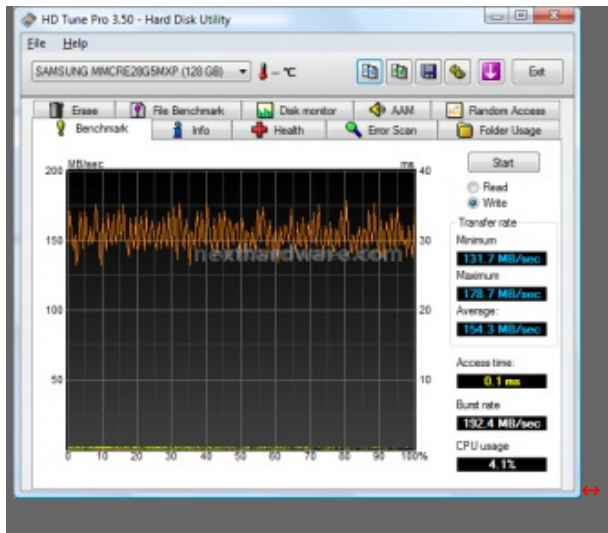 HD Tune Pro 3.50 - Hard Disk Utility
File Help
SAMSUNG MMCRE28G5MXP (128 GB) – °C Exit
Erase File Benchmark Disk monitor AAM Random Access
Benchmark Info Health Error Scan Folder Usage
MB/sec ms
200 40
150 30
100 20
50 10
0 10 20 30 40 50 60 70 80 90 100%
nexthardware.com
Start
Read
Write
Transfer rate
Minimum
131.7 MB/sec
Maximum
178.7 MB/sec
Average:
154.3 MB/sec
Access time:
0.1 ms
Burst rate
192.4 MB/sec
CPU usage
4.1%